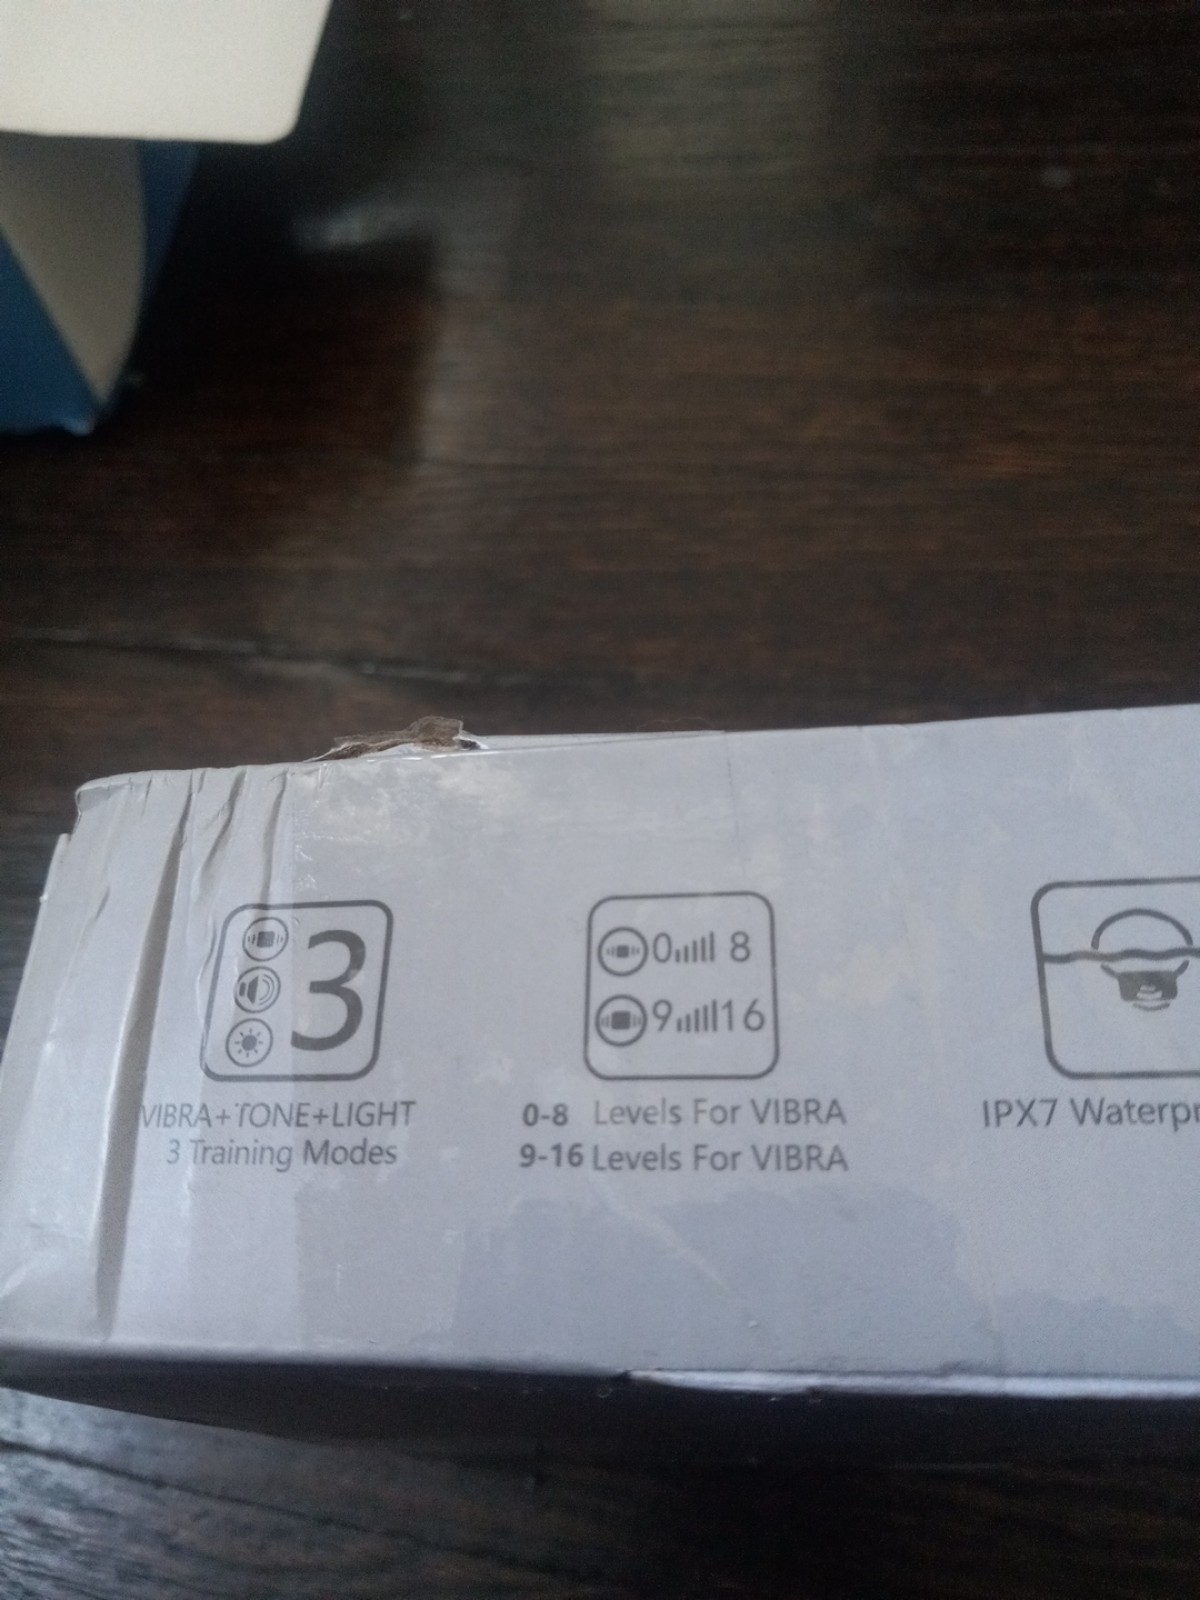 3
0 8
9 16
VIBRA+TONE+LIGHT
3 Training Modes
0-8 Levels For VIBRA
9-16 Levels For VIBRA
IPX7 Waterpr